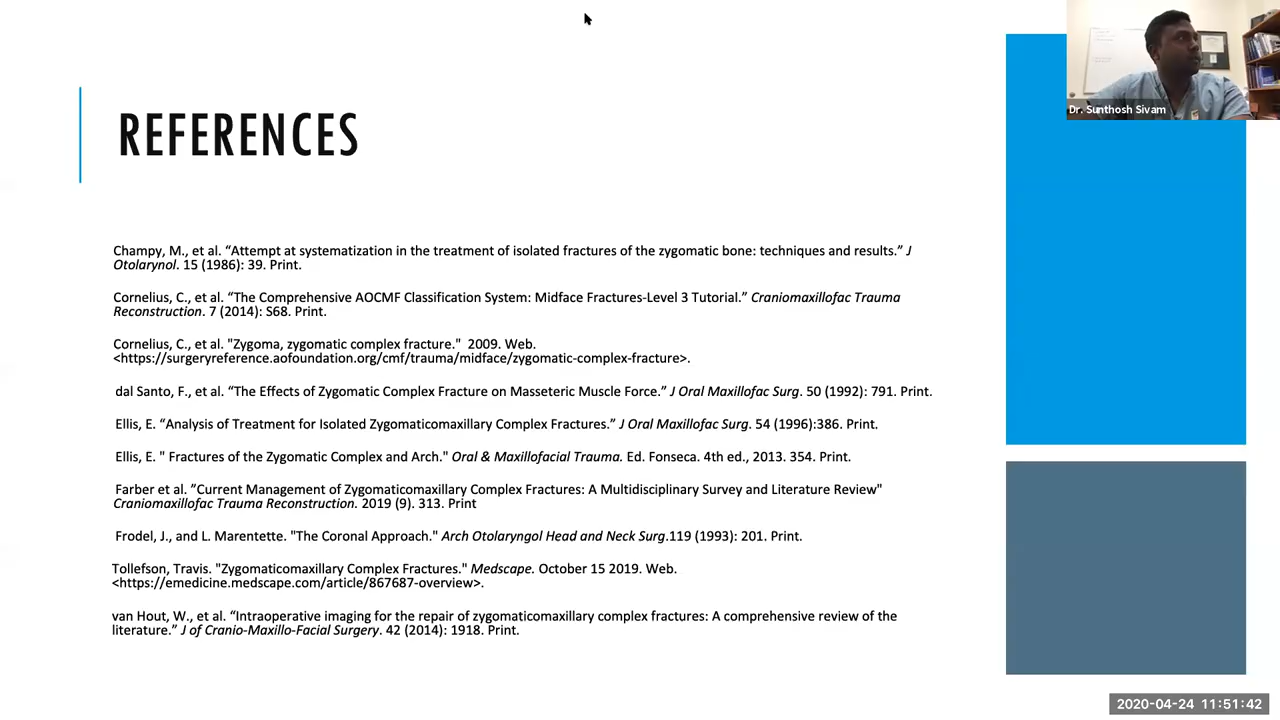 Dr. Sunthosh Sivam
REFERENCES
Champy, M., et al. “Attempt at systematization in the treatment of isolated fractures of the zygomatic bone: techniques and results.” J
Otolarynol. 15 (1986): 39. Print.
Cornelius, C., et al. “The Comprehensive AOCMF Classification System: Midface Fractures-Level 3 Tutorial.” Craniomaxillofac Trauma
Reconstruction. 7 (2014): S68. Print.
Cornelius, C., et al. "Zygoma, zygomatic complex fracture."  2009. Web.
<https://surgeryreference.aofoundation.org/cmf/trauma/midface/zygomatic-complex-fracture>.
dal Santo, F., et al. “The Effects of Zygomatic Complex Fracture on Masseteric Muscle Force.” J Oral Maxillofac Surg. 50 (1992): 791. Print.
Ellis, E. “Analysis of Treatment for Isolated Zygomaticomaxillary Complex Fractures.” J Oral Maxillofac Surg. 54 (1996):386. Print.
Ellis, E. " Fractures of the Zygomatic Complex and Arch." Oral & Maxillofacial Trauma. Ed. Fonseca. 4th ed., 2013. 354. Print.
Farber et al. ”Current Management of Zygomaticomaxillary Complex Fractures: A Multidisciplinary Survey and Literature Review"
Craniomaxillofac Trauma Reconstruction. 2019 (9). 313. Print
Frodel, J., and L. Marentette. "The Coronal Approach." Arch Otolaryngol Head and Neck Surg.119 (1993): 201. Print.
Tollefson, Travis. "Zygomaticomaxillary Complex Fractures." Medscape. October 15 2019. Web.
<https://emedicine.medscape.com/article/867687-overview>.
van Hout, W., et al. “Intraoperative imaging for the repair of zygomaticomaxillary complex fractures: A comprehensive review of the
literature.” J of Cranio-Maxillo-Facial Surgery. 42 (2014): 1918. Print.
2020-04-24 11:51:42